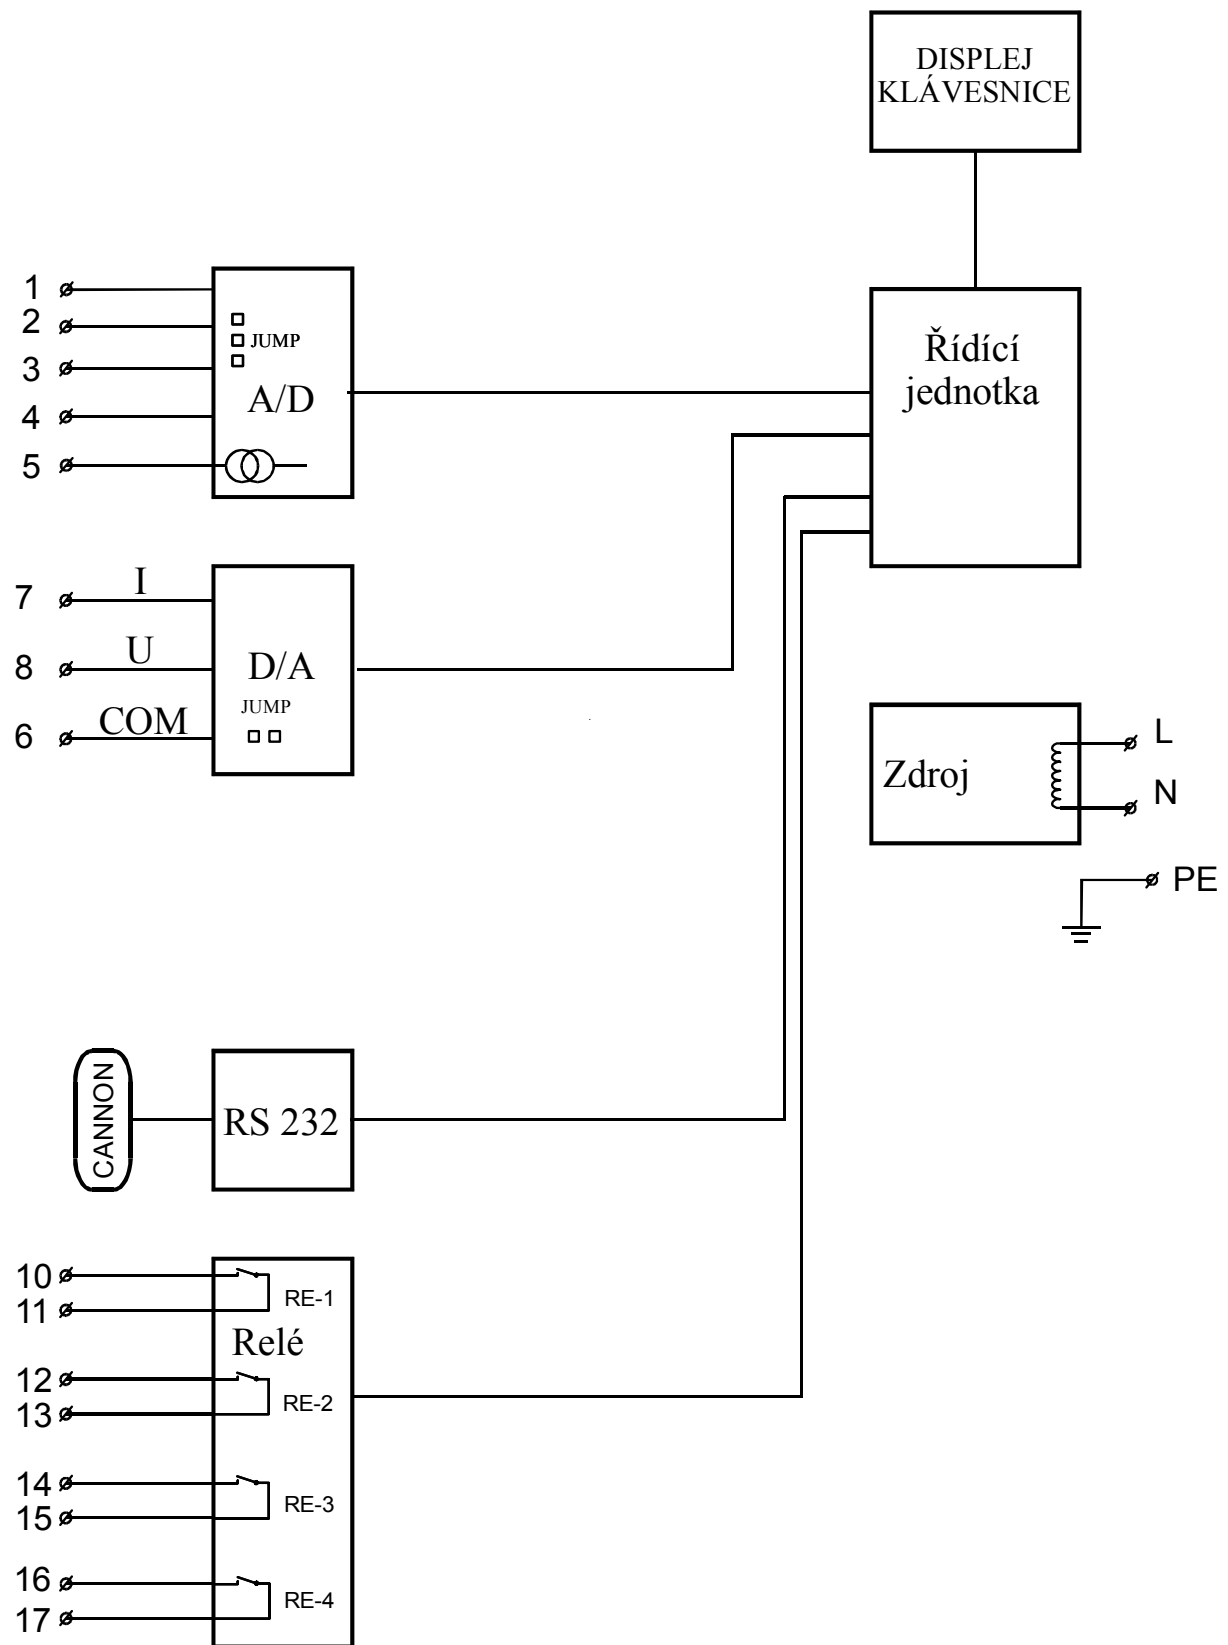 DISPLEJ
KLÁVESNICE
1
2
3
4
5
JUMP
A/D
Řídící
jednotka
7
I
8
U
6
COM
D/A
JUMP
Zdroj
L
N
PE
CANNON
RS 232
10
11
RE-1
Relé
12
13
RE-2
14
15
RE-3
16
17
RE-4